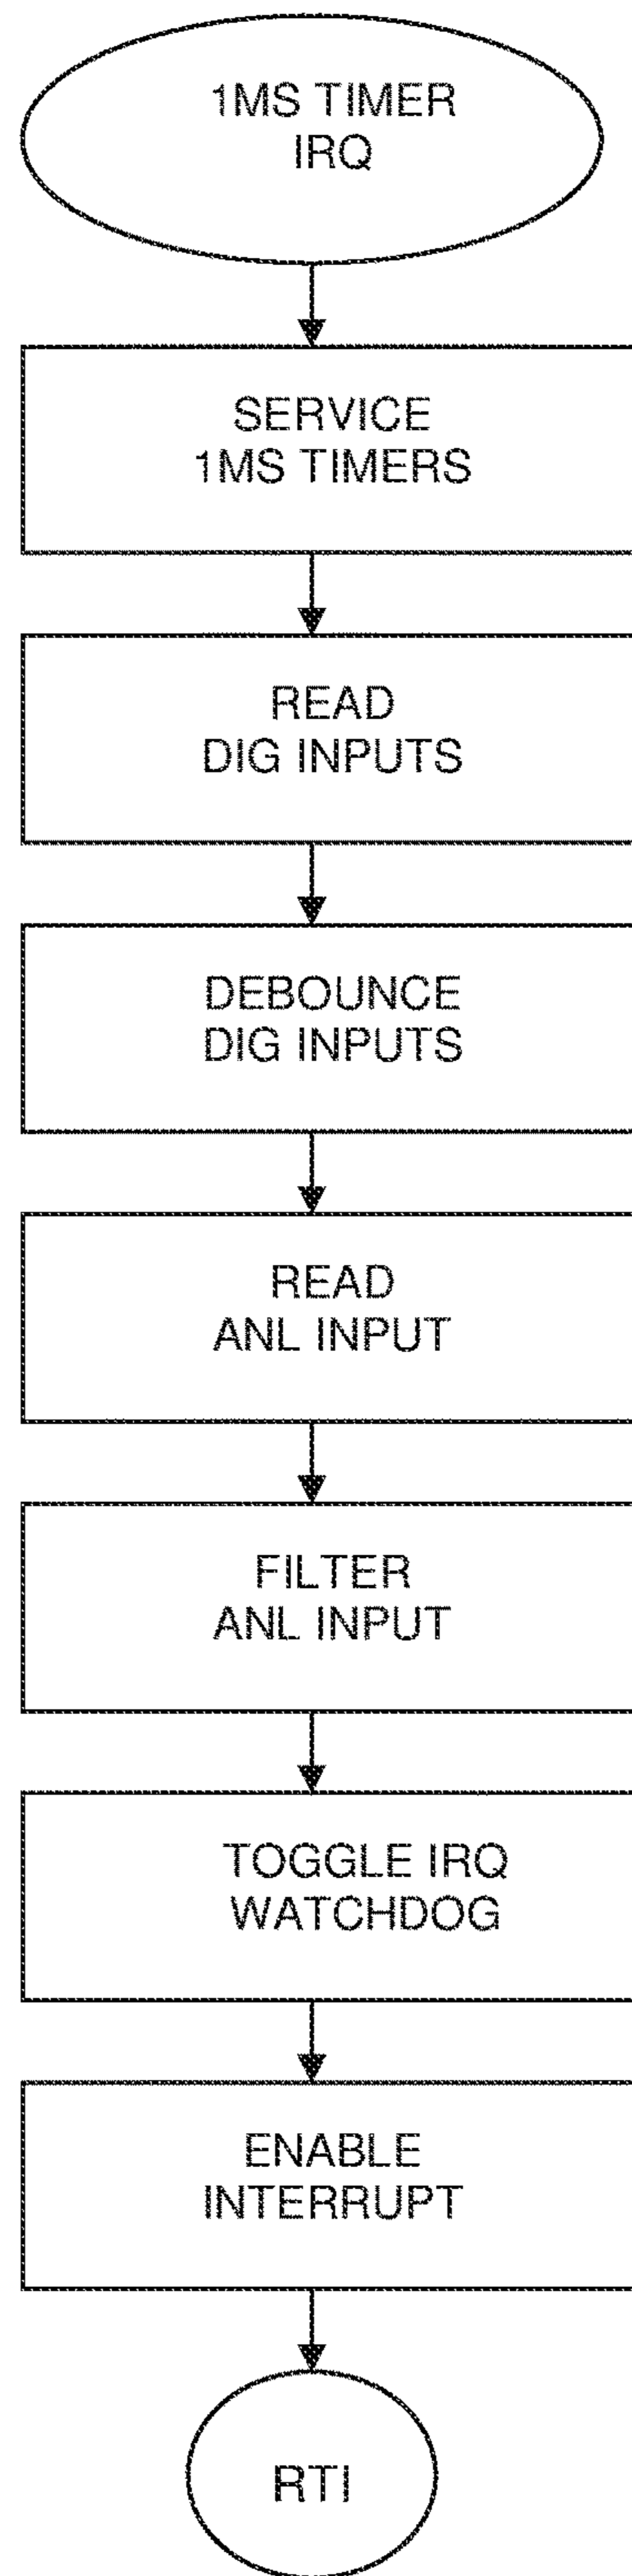 1MS TIMER
IRQ
SERVICE
1MS TIMERS
READ
DIG INPUTS
DEBOUNCE
DIG INPUTS
READ
ANL INPUT
FILTER
ANL INPUT
TOGGLE IRQ
WATCHDOG
ENABLE
INTERRUPT
RTI